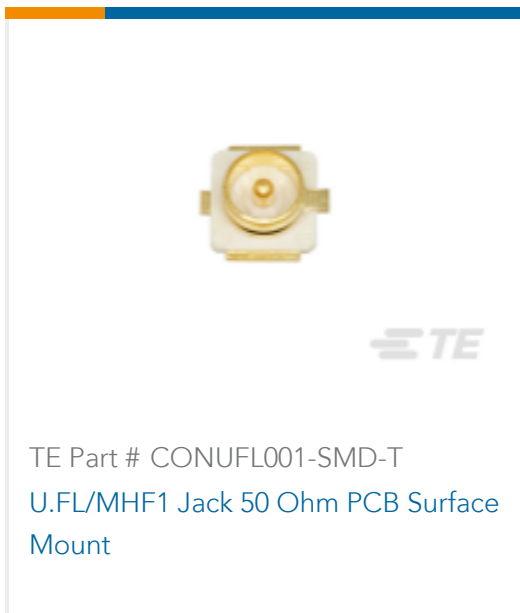 TE
TE Part # CONUFL001-SMD-T
U.FL/MHF1 Jack 50 Ohm PCB Surface
Mount